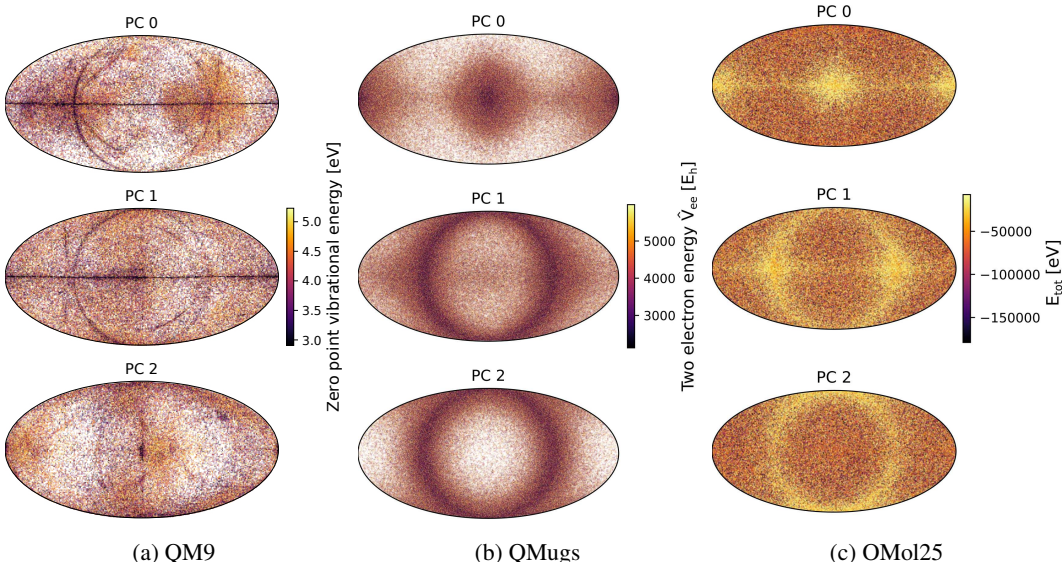 PC 0
PC 1
PC 2
5.0
4.5
4.0
3.5
3.0
Zero point vibrational energy [eV]
(a) QM9
PC 0
PC 1
PC 2
5000
4000
3000
Two electron energy V̂ₑₑ [Eₕ]
(b) QMugs
PC 0
PC 1
PC 2
−50000
−100000
−150000
E_tot [eV]
(c) OMol25